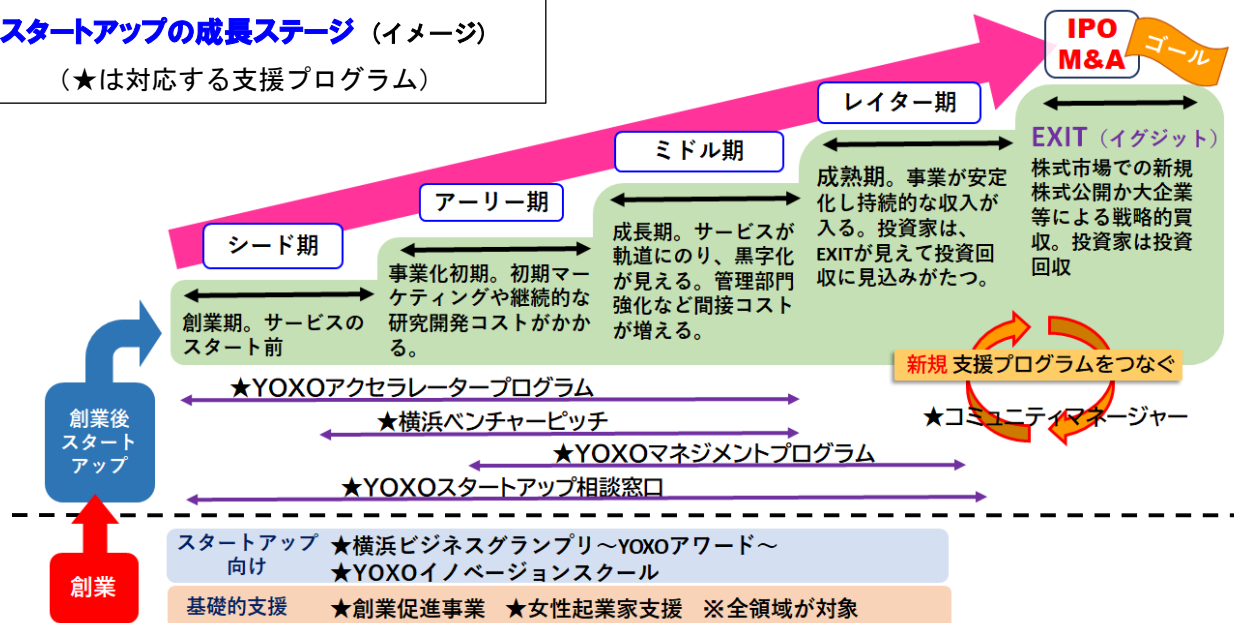 スタートアップの成長ステージ（イメージ）
（★は対応する支援プログラム）
IPO
M&A
ゴール
レイター期
ミドル期
アーリー期
シード期
EXIT（イグジット）
株式市場での新規
株式公開か大企業
等による戦略的買
収。投資家は投資
回収
成熟期。事業が安定
化し持続的な収入が
入る。投資家は、
EXITが見えて投資回
収に見込みがたつ。
成長期。サービスが
軌道にのり、黒字化
が見える。管理部門
強化など間接コスト
が増える。
事業化初期。初期マー
ケティングや継続的な
研究開発コストがかか
る。
創業期。サービスの
スタート前
新規 支援プログラムをつなぐ
★コミュニティマネージャー
★YOXOアクセラレータープログラム
★横浜ベンチャーピッチ
★YOXOマネジメントプログラム
★YOXOスタートアップ相談窓口
創業後
スタート
アップ
創業
スタートアップ
向け
★横浜ビジネスグランプリ～YOXOアワード～
★YOXOイノベーションスクール
基礎的支援
★創業促進事業 ★女性起業家支援 ※全領域が対象